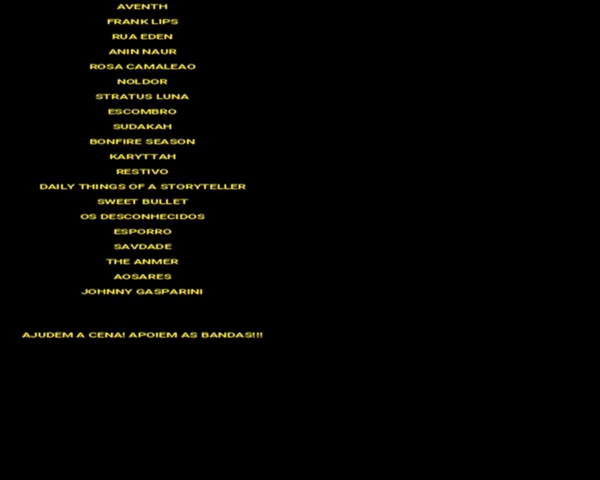 AVENTH
FRANK LIPS
RUA EDEN
ANIN NAUR
ROSA CAMALEAO
NOLDOR
STRATUS LUNA
ESCOMBRO
SUDAKAH
BONFIRE SEASON
KARYTTAH
RESTIVO
DAILY THINGS OF A STORYTELLER
SWEET BULLET
OS DESCONHECIDOS
ESPORRO
SAVDADE
THE ANMER
AOSARES
JOHNNY GASPARINI
AJUDEM A CENA! APOIEM AS BANDAS!!!